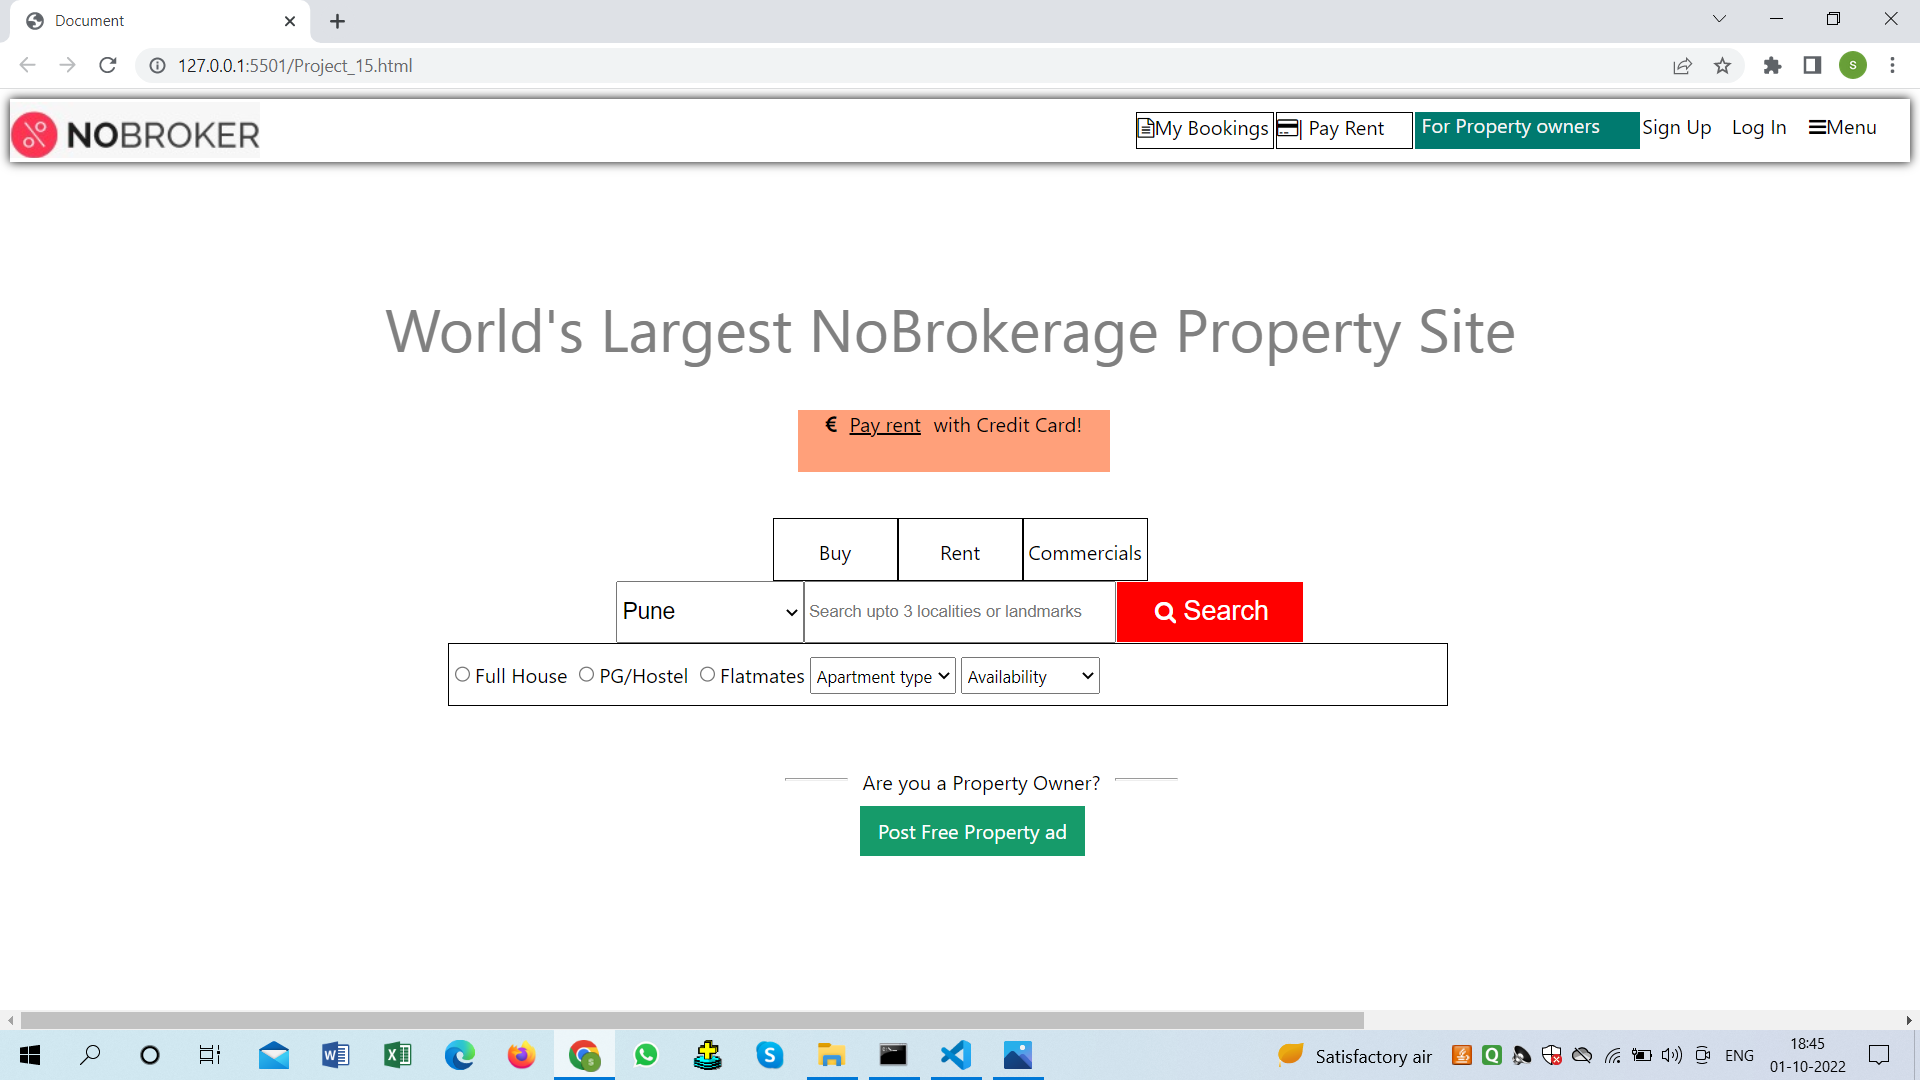 Document
127.0.0.1:5501/Project_15.html
S
NOBROKER
My Bookings
| Pay Rent
For Property owners
Sign Up
Log In
Menu
World's Largest NoBrokerage Property Site
€ Pay rent with Credit Card!
Buy
Rent
Commercials
Pune
Search upto 3 localities or landmarks
Search
Full House
PG/Hostel
Flatmates
Apartment type
Availability
Are you a Property Owner?
Post Free Property ad
Satisfactory air
ENG
18:45
01-10-2022